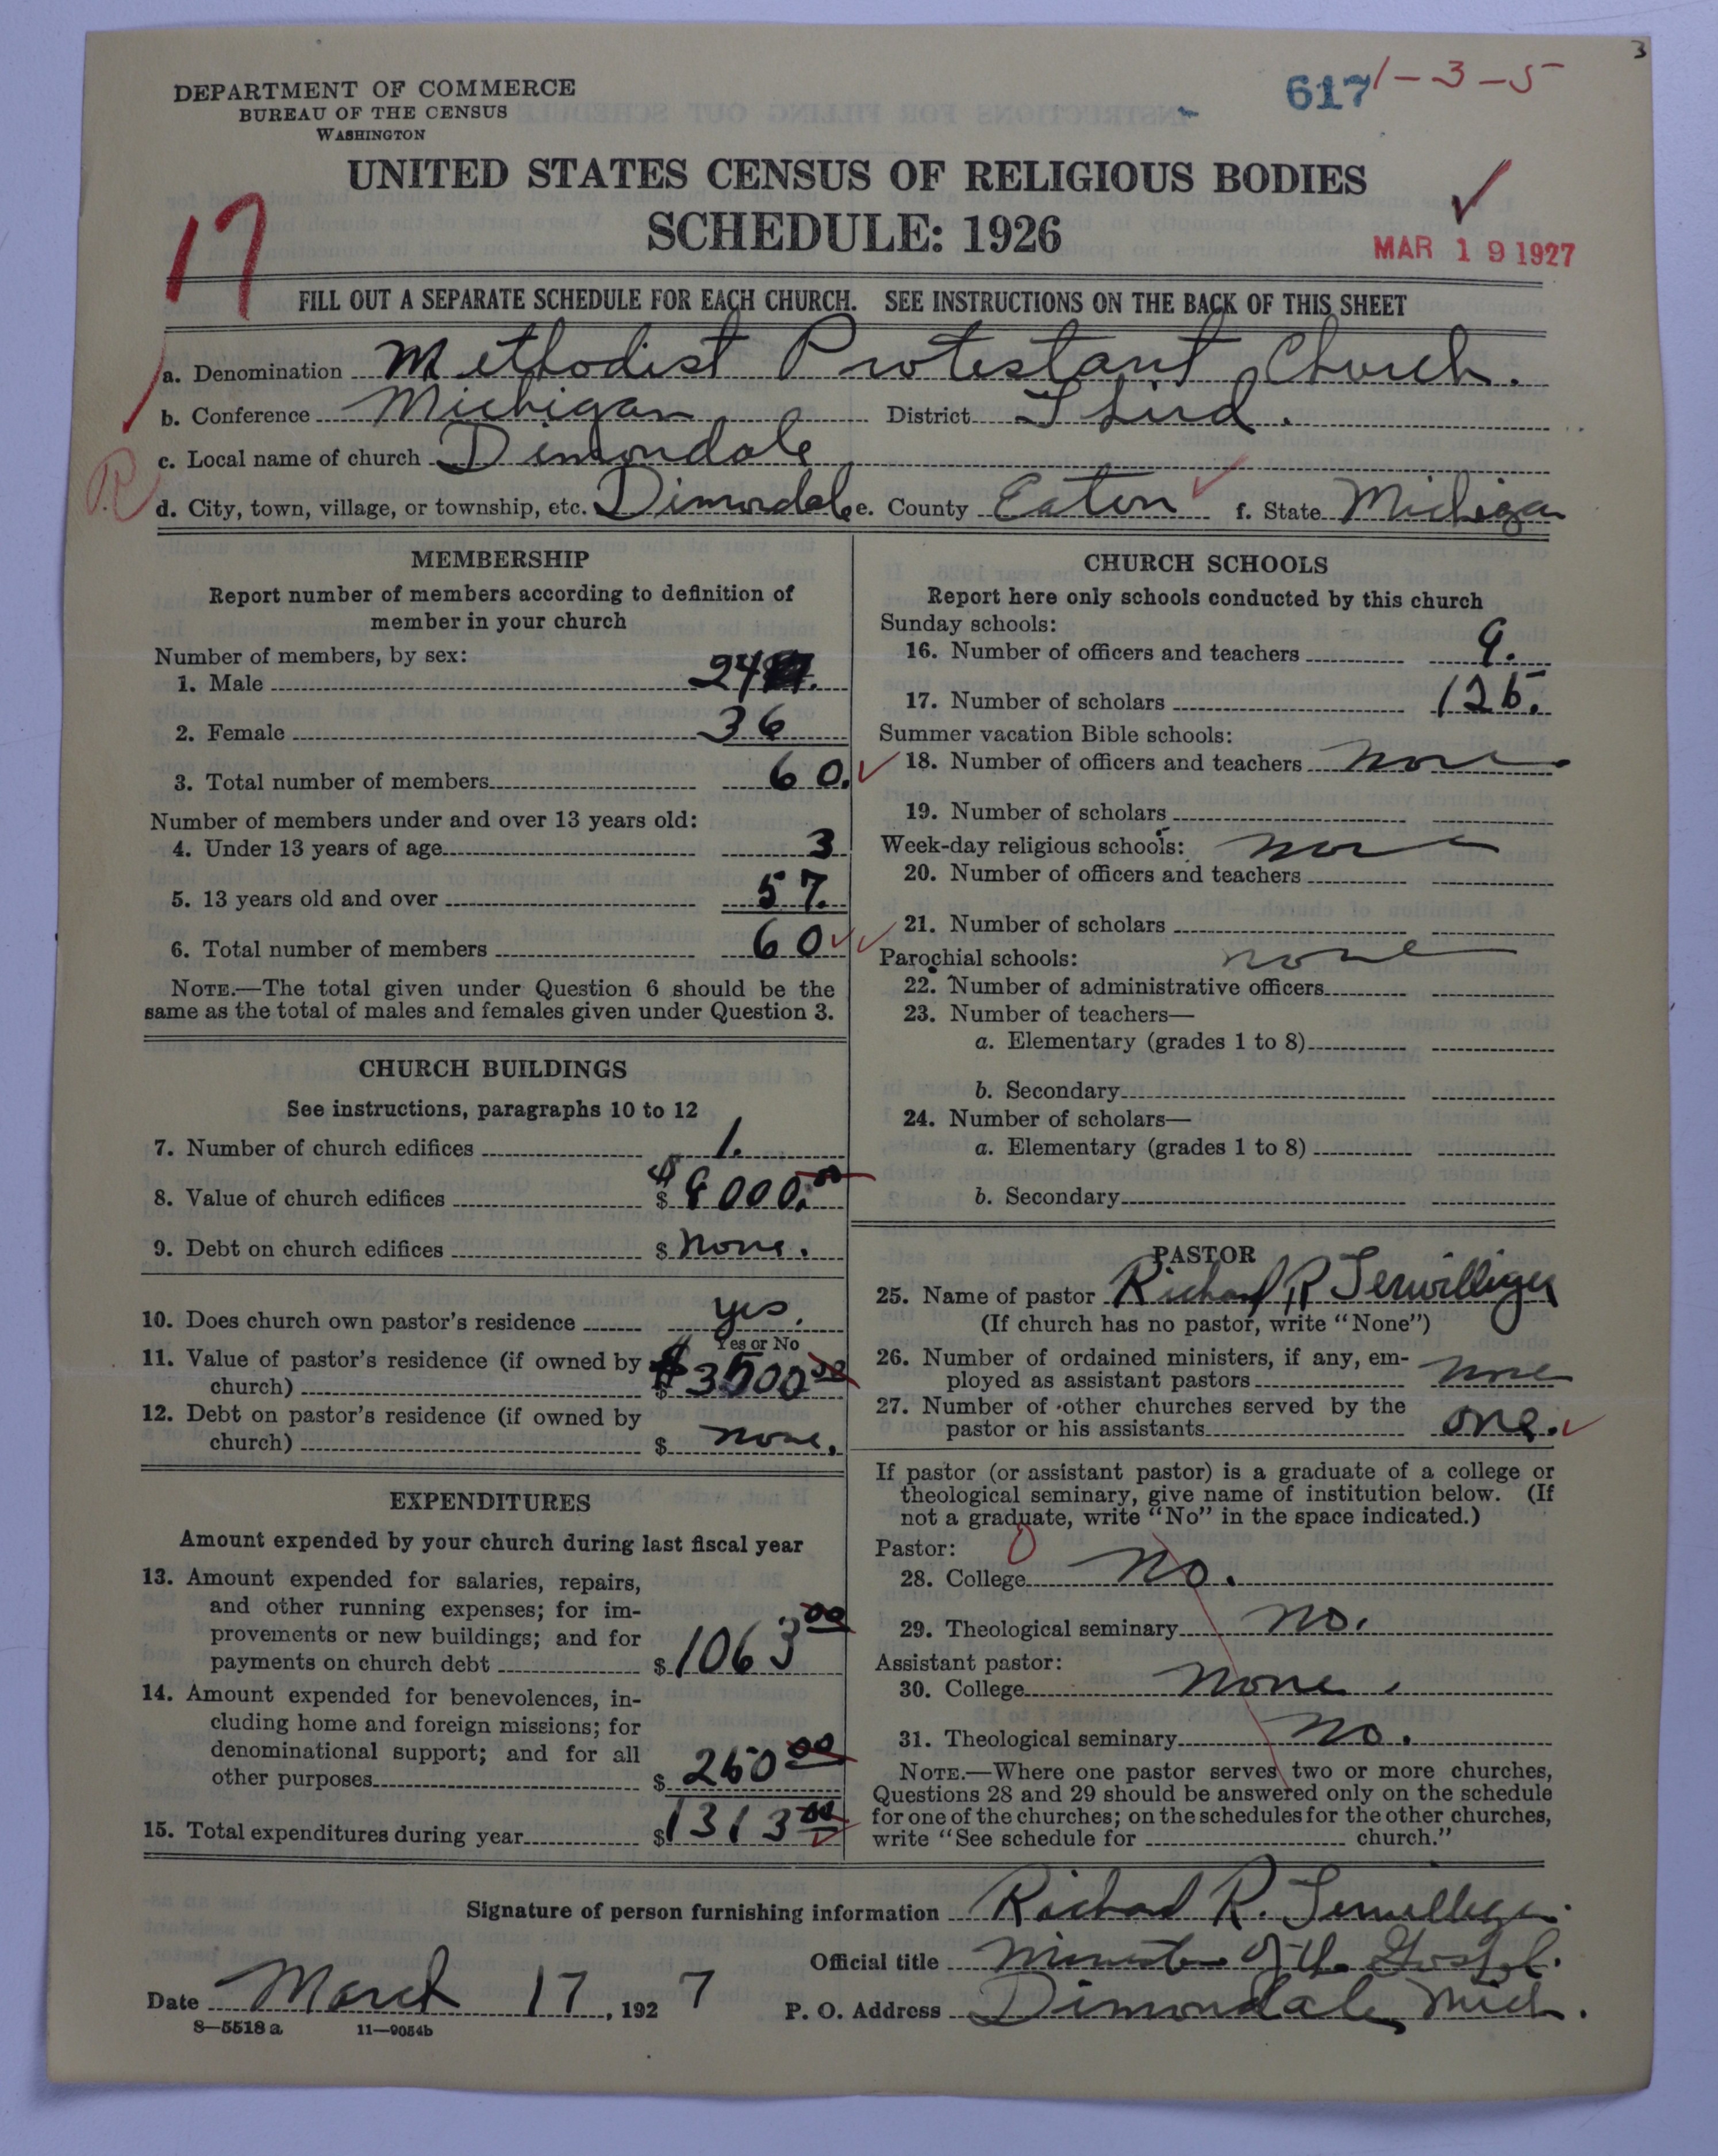 3
DEPARTMENT OF COMMERCE
BUREAU OF THE CENSUS
WASHINGTON
617 1-3-5
UNITED STATES CENSUS OF RELIGIOUS BODIES
SCHEDULE: 1926
17
MAR 19 1927
FILL OUT A SEPARATE SCHEDULE FOR EACH CHURCH. SEE INSTRUCTIONS ON THE BACK OF THIS SHEET
a. Denomination Methodist Protestant Church.
b. Conference Michigan District Third.
c. Local name of church Dimondale
d. City, town, village, or township, etc. Dimondale e. County Eaton f. State Michigan
MEMBERSHIP
Report number of members according to definition of
member in your church
Number of members, by sex:
1. Male 24
2. Female 36
3. Total number of members 60.
Number of members under and over 13 years old:
4. Under 13 years of age 3
5. 13 years old and over 57.
6. Total number of members 60
NOTE.—The total given under Question 6 should be the
same as the total of males and females given under Question 3.
CHURCH BUILDINGS
See instructions, paragraphs 10 to 12
7. Number of church edifices 1.
8. Value of church edifices $ 8000.00
9. Debt on church edifices $ none.
10. Does church own pastor's residence yes.
Yes or No
11. Value of pastor's residence (if owned by
church) $ 3500 00
12. Debt on pastor's residence (if owned by
church) $ none.
EXPENDITURES
Amount expended by your church during last fiscal year
13. Amount expended for salaries, repairs,
and other running expenses; for im-
provements or new buildings; and for
payments on church debt $ 1063 00
14. Amount expended for benevolences, in-
cluding home and foreign missions; for
denominational support; and for all
other purposes $ 250 00
15. Total expenditures during year $ 1313 00
CHURCH SCHOOLS
Report here only schools conducted by this church
Sunday schools:
16. Number of officers and teachers 9.
17. Number of scholars 125.
Summer vacation Bible schools:
18. Number of officers and teachers none
19. Number of scholars
Week-day religious schools: none
20. Number of officers and teachers
21. Number of scholars
Parochial schools: none
22. Number of administrative officers
23. Number of teachers—
a. Elementary (grades 1 to 8)
b. Secondary
24. Number of scholars—
a. Elementary (grades 1 to 8)
b. Secondary
PASTOR
25. Name of pastor Richard R Terwilliger
(If church has no pastor, write "None")
26. Number of ordained ministers, if any, em-
ployed as assistant pastors none
27. Number of other churches served by the
pastor or his assistants one.
If pastor (or assistant pastor) is a graduate of a college or
theological seminary, give name of institution below. (If
not a graduate, write "No" in the space indicated.)
Pastor: 0
28. College no.
29. Theological seminary no.
Assistant pastor:
30. College none.
31. Theological seminary no.
NOTE.—Where one pastor serves two or more churches,
Questions 28 and 29 should be answered only on the schedule
for one of the churches; on the schedules for the other churches,
write "See schedule for church."
Signature of person furnishing information Richard R. Terwilliger.
Official title Minister of the Gospel.
Date March 17, 1927 P. O. Address Dimondale, Mich.
8—5518 a 11—9054b